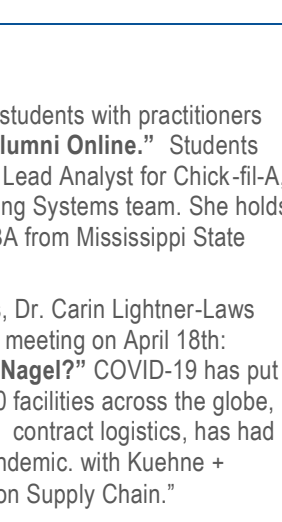 students with practitioners
lumni Online.” Students
Lead Analyst for Chick-fil-A,
ing Systems team. She holds
BA from Mississippi State
s, Dr. Carin Lightner-Laws
meeting on April 18th:
Nagel?” COVID-19 has put
0 facilities across the globe,
contract logistics, has had
ndemic. with Kuehne +
on Supply Chain.”